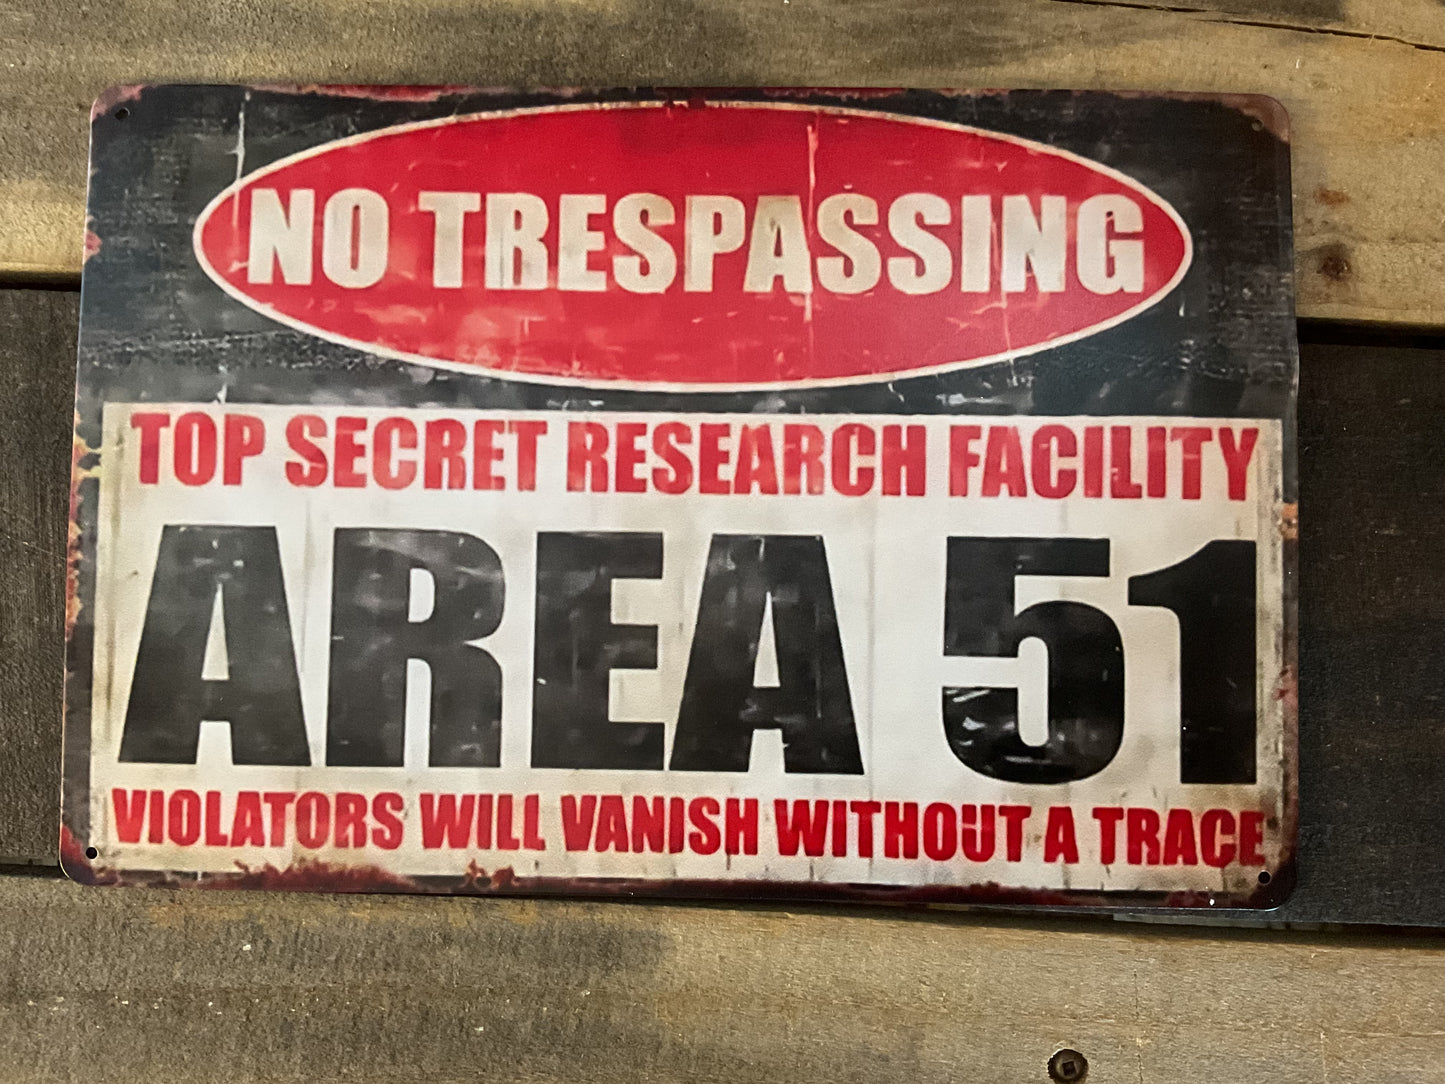 NO TRESPASSING
TOP SECRET RESEARCH FACILITY
AREA 51
VIOLATORS WILL VANISH WITHOUT A TRACE